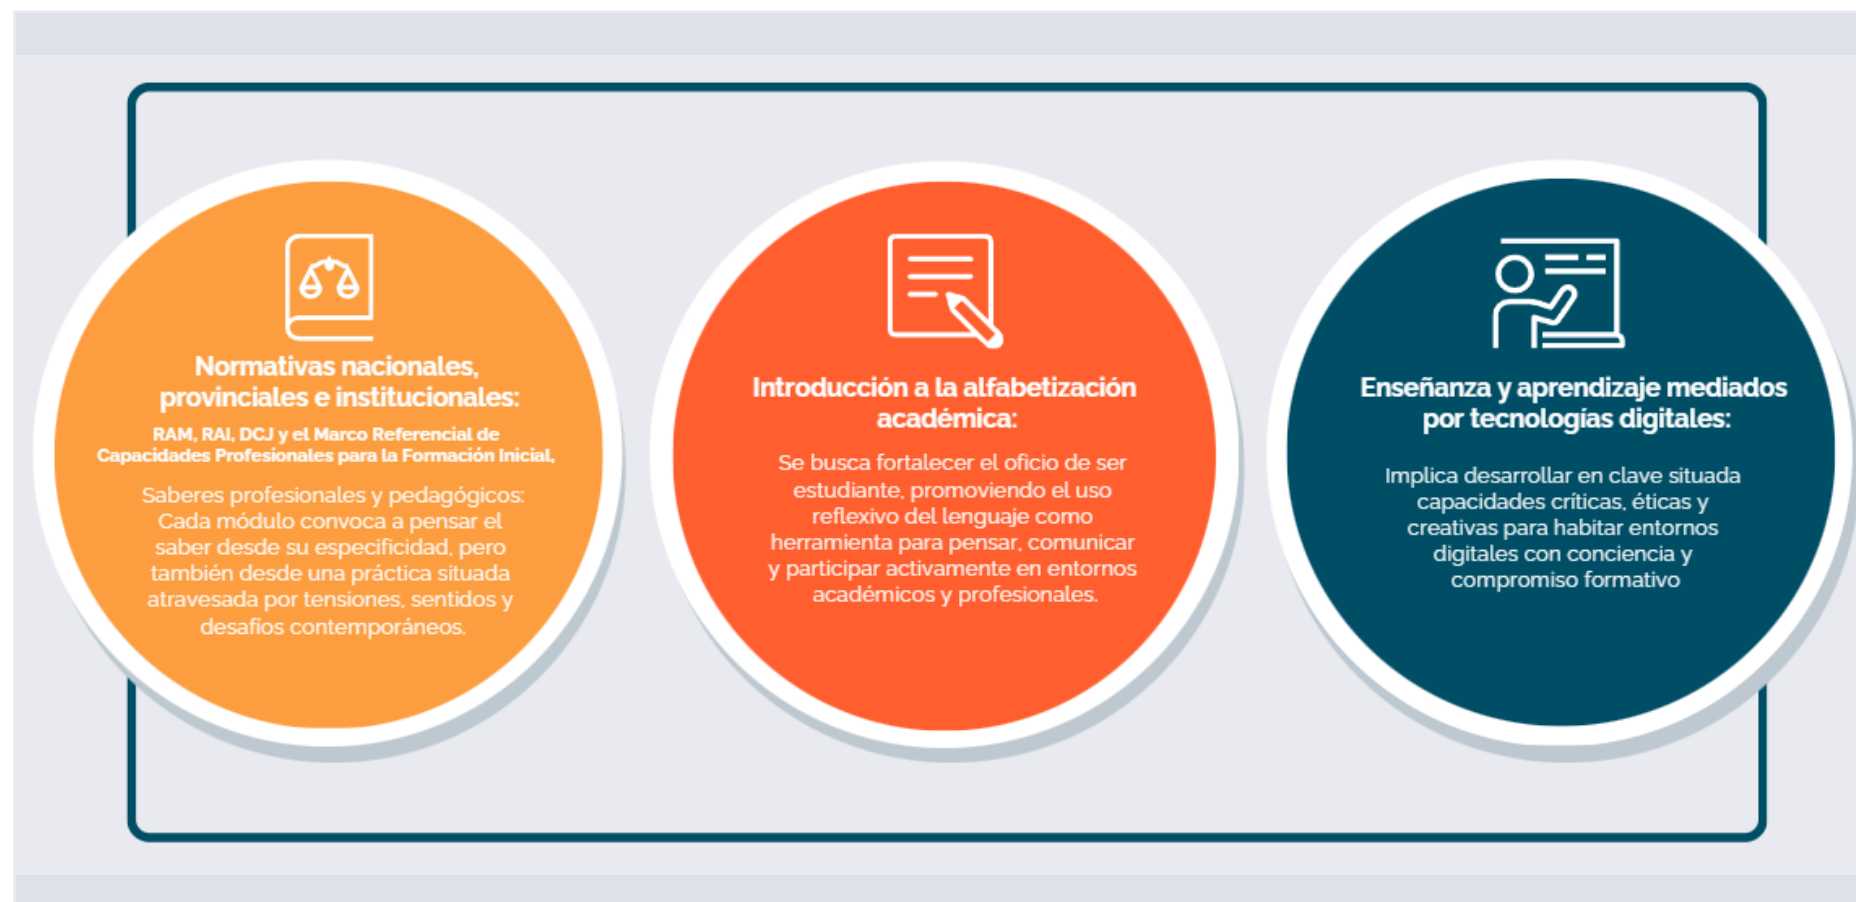 Normativas nacionales,
provinciales e institucionales:
RAM, RAI, DCJ y el Marco Referencial de
Capacidades Profesionales para la Formación Inicial,
Saberes profesionales y pedagógicos:
Cada módulo convoca a pensar el
saber desde su especificidad, pero
también desde una práctica situada
atravesada por tensiones, sentidos y
desafíos contemporáneos.
Introducción a la alfabetización
académica:
Se busca fortalecer el oficio de ser
estudiante, promoviendo el uso
reflexivo del lenguaje como
herramienta para pensar, comunicar
y participar activamente en entornos
académicos y profesionales.
Enseñanza y aprendizaje mediados
por tecnologías digitales:
Implica desarrollar en clave situada
capacidades críticas, éticas y
creativas para habitar entornos
digitales con conciencia y
compromiso formativo